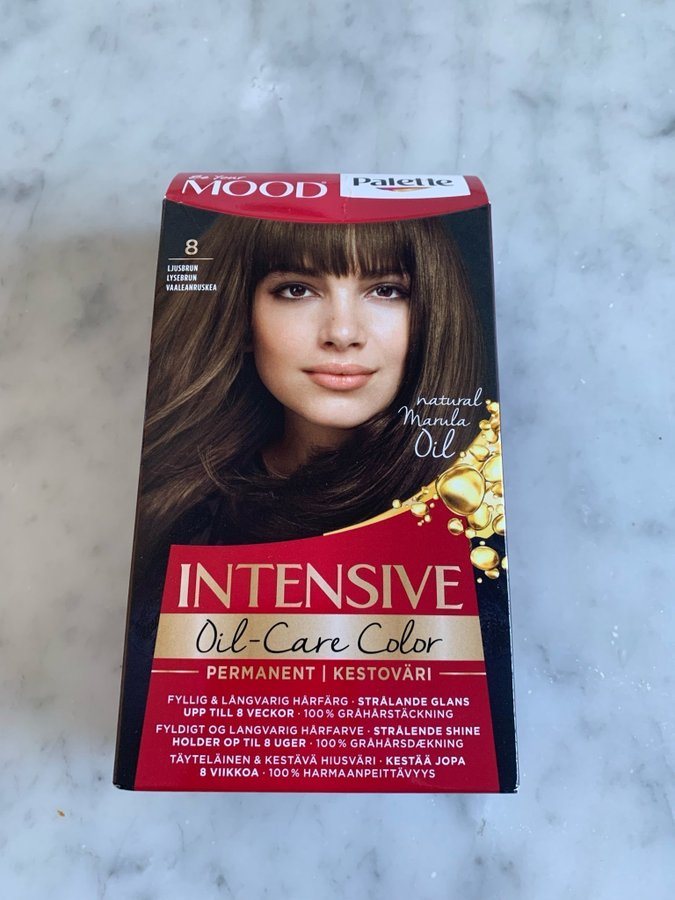 Be Your
MOOD
Palette
8
LJUSBRUN
LYSEBRUN
VAALEANRUSKEA
natural
Marula
Oil
INTENSIVE
Oil-Care Color
PERMANENT | KESTOVÄRI
FYLLIG & LÅNGVARIG HÅRFÄRG · STRÅLANDE GLANS
UPP TILL 8 VECKOR · 100% GRÅHÅRSTÄCKNING
FYLDIGT OG LANGVARIG HÅRFARVE · STRÅLENDE SHINE
HOLDER OP TIL 8 UGER · 100% GRÅHÅRSDÆKNING
TÄYTELÄINEN & KESTÄVÄ HIUSVÄRI · KESTÄÄ JOPA
8 VIIKKOA · 100% HARMAANPEITTÄVYYS